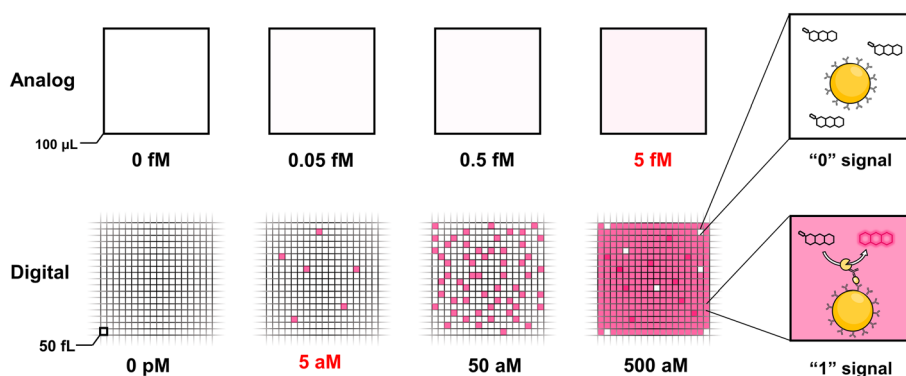 Analog
100 µL
0 fM
0.05 fM
0.5 fM
5 fM
“0” signal
Digital
50 fL
0 pM
5 aM
50 aM
500 aM
“1” signal